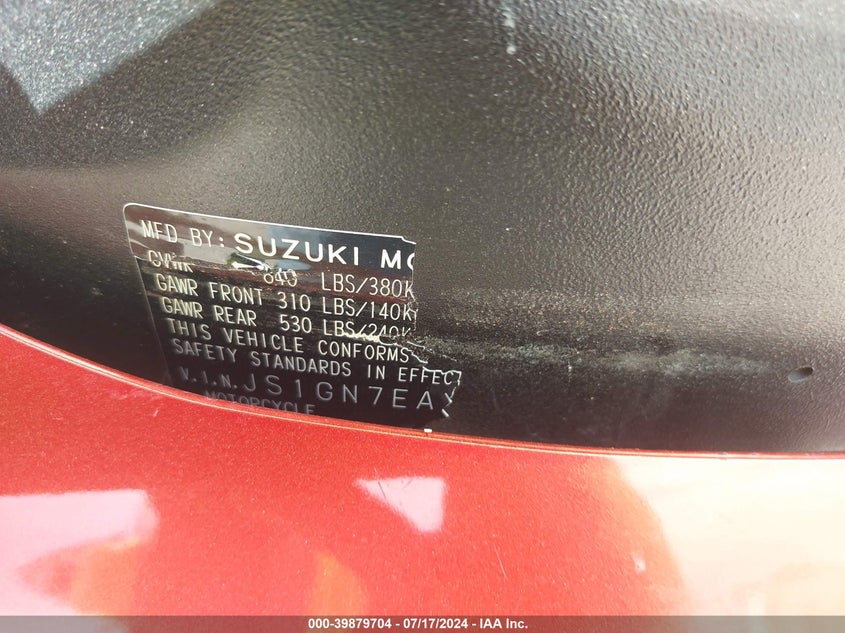 MFD BY: SUZUKI MO
GVWR 840 LBS/380K
GAWR FRONT 310 LBS/140K
GAWR REAR 530 LBS/240K
THIS VEHICLE CONFORMS
SAFETY STANDARDS IN EFFECT
V.I.N. JS1GN7EA
MOTORCYCLE
000-39879704 - 07/17/2024 - IAA Inc.